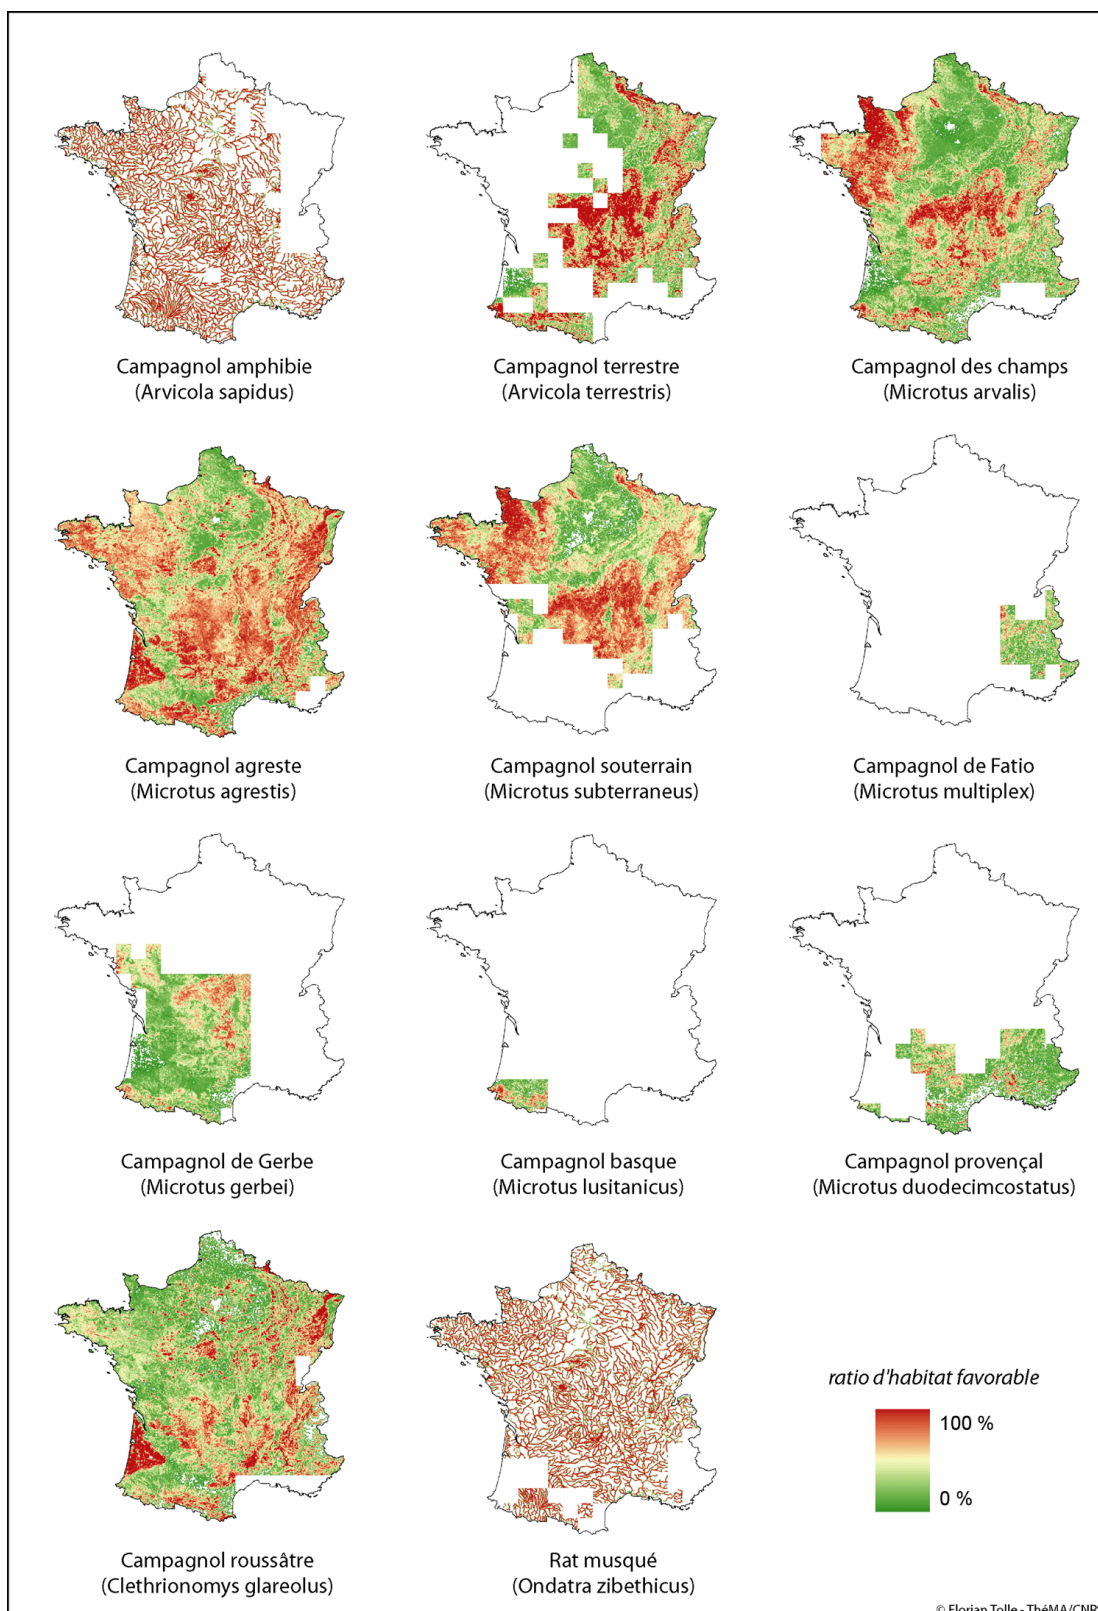 Campagnol amphibie
(Arvicola sapidus)
Campagnol terrestre
(Arvicola terrestris)
Campagnol des champs
(Microtus arvalis)
Campagnol agreste
(Microtus agrestis)
Campagnol souterrain
(Microtus subterraneus)
Campagnol de Fatio
(Microtus multiplex)
Campagnol de Gerbe
(Microtus gerbei)
Campagnol basque
(Microtus lusitanicus)
Campagnol provençal
(Microtus duodecimcostatus)
Campagnol roussâtre
(Clethrionomys glareolus)
Rat musqué
(Ondatra zibethicus)
ratio d'habitat favorable
100 %
0 %
© Florian Tolle - ThéMA/CNR